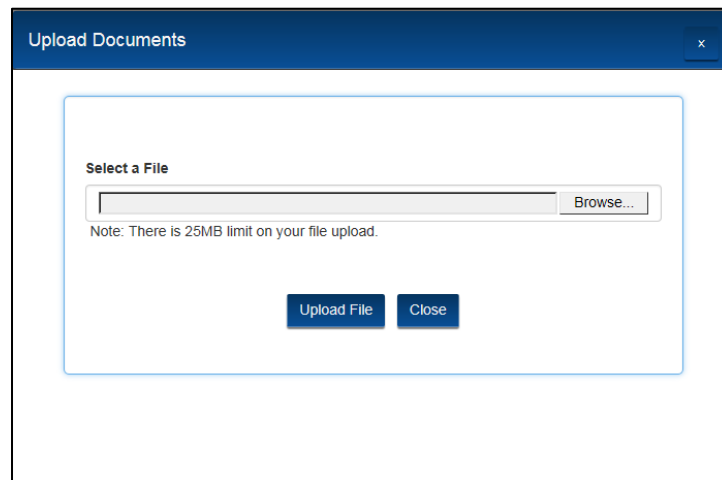 Upload Documents
x
Select a File
Browse...
Note: There is 25MB limit on your file upload.
Upload File
Close